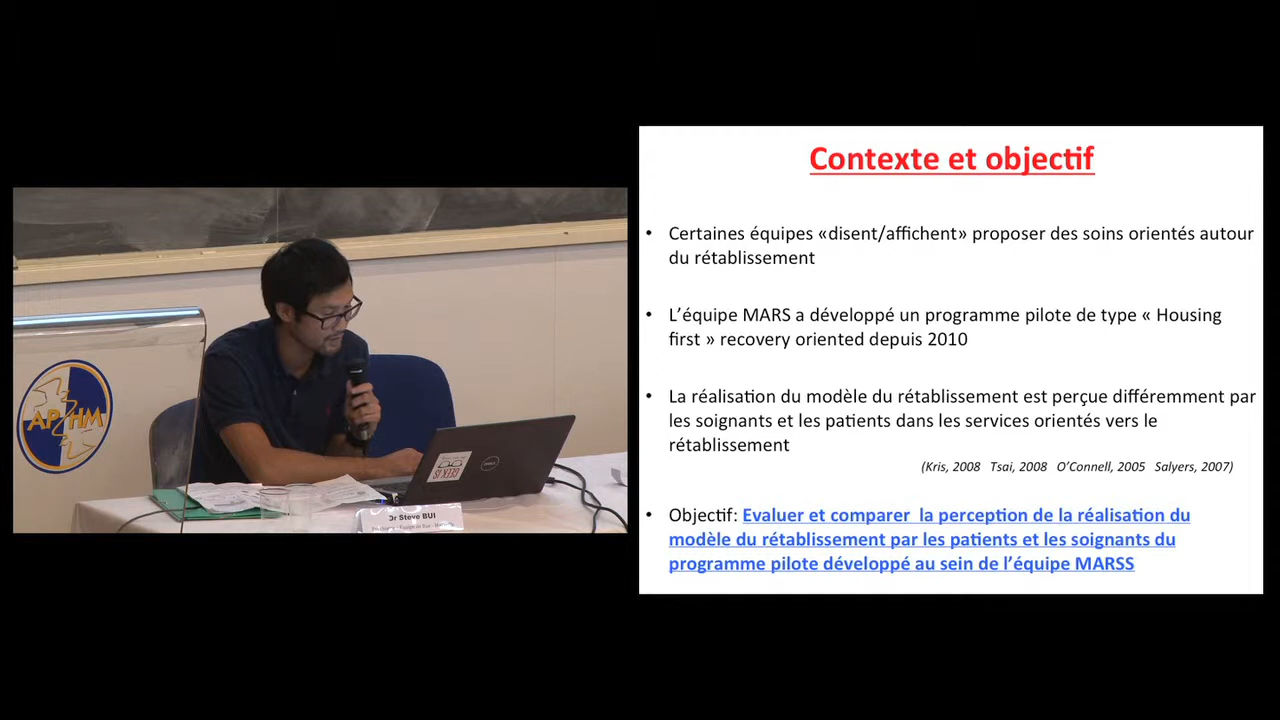 AP HM
GEEK IS
DELL
Dr Steve BUI
Contexte et objectif
• Certaines équipes «disent/affichent» proposer des soins orientés autour
du rétablissement
• L'équipe MARS a développé un programme pilote de type « Housing
first » recovery oriented depuis 2010
• La réalisation du modèle du rétablissement est perçue différemment par
les soignants et les patients dans les services orientés vers le
rétablissement
(Kris, 2008 Tsai, 2008 O'Connell, 2005 Salyers, 2007)
• Objectif: Evaluer et comparer la perception de la réalisation du
modèle du rétablissement par les patients et les soignants du
programme pilote développé au sein de l'équipe MARSS